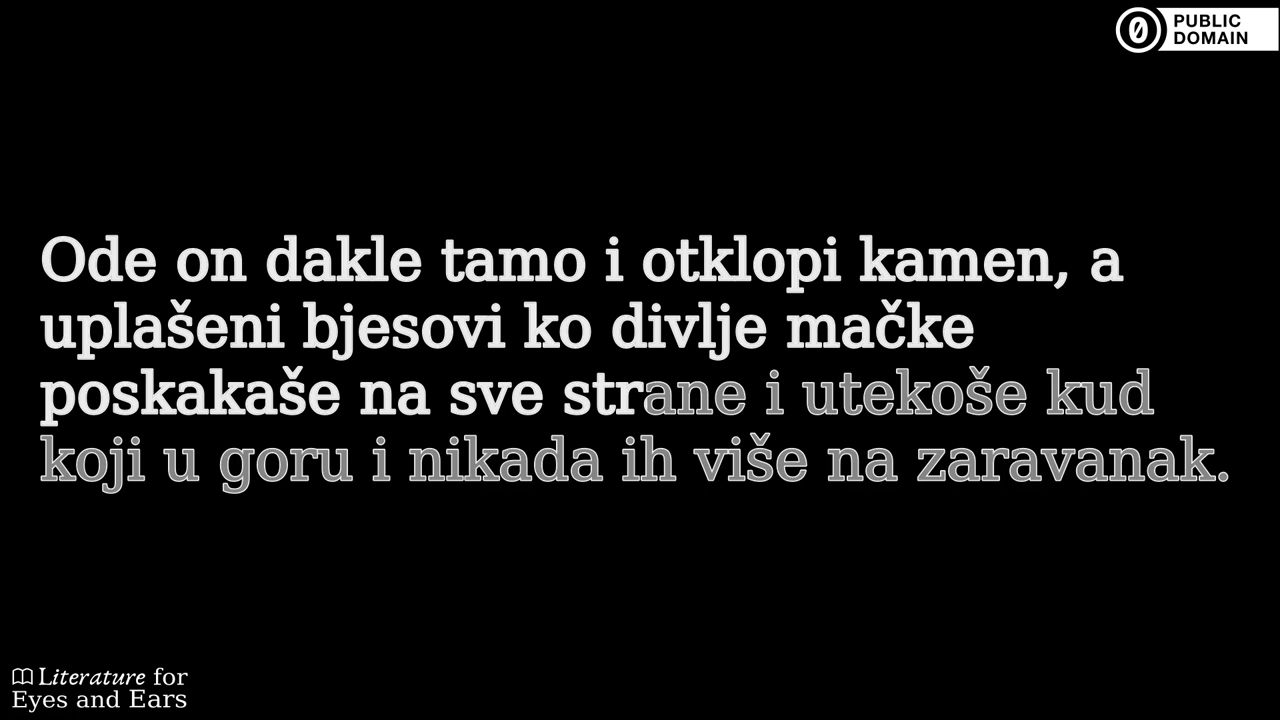 PUBLIC
DOMAIN
Ode on dakle tamo i otklopi kamen, a
uplašeni bjesovi ko divlje mačke
poskakaše na sve strane i utekoše kud
koji u goru i nikada ih više na zaravanak.
Literature for
Eyes and Ears